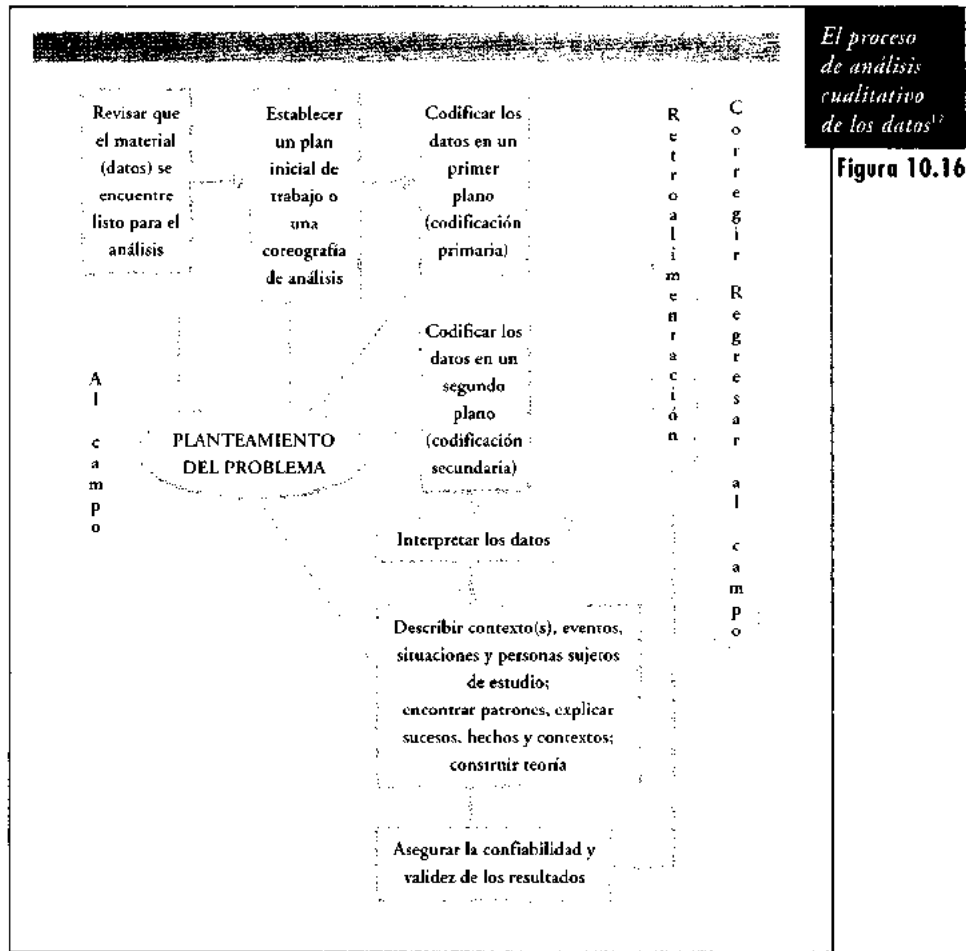 El proceso
de análisis
cualitativo
de los datos¹⁷
Figura 10.16
Revisar que
el material
(datos) se
encuentre
listo para el
análisis
Establecer
un plan
inicial de
trabajo o
una
coreografía
de análisis
Codificar los
datos en un
primer
plano
(codificación
primaria)
Retroalimentación
Corregir Regresar al campo
Codificar los
datos en un
segundo
plano
(codificación
secundaria)
Al campo
PLANTEAMIENTO
DEL PROBLEMA
Interpretar los datos
Describir contexto(s), eventos,
situaciones y personas sujetos
de estudio;
encontrar patrones, explicar
sucesos, hechos y contextos;
construir teoría
Asegurar la confiabilidad y
validez de los resultados